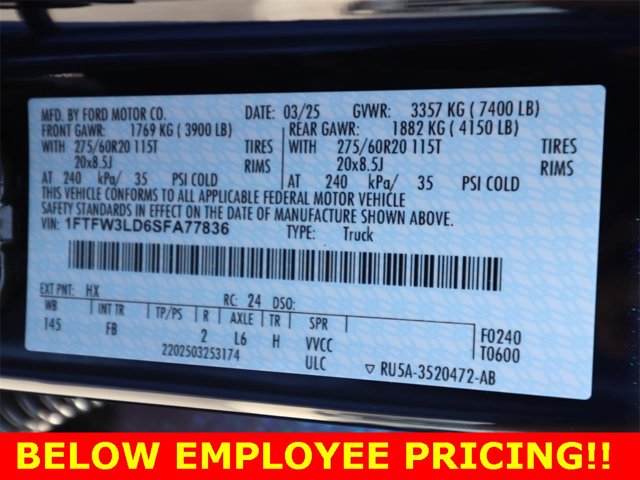 MFD. BY FORD MOTOR CO. DATE: 03/25 GVWR: 3357 KG ( 7400 LB)
FRONT GAWR: 1769 KG ( 3900 LB) REAR GAWR: 1882 KG ( 4150 LB)
WITH 275/60R20 115T TIRES WITH 275/60R20 115T TIRES
20x8.5J RIMS 20x8.5J RIMS
AT 240 kPa/ 35 PSI COLD AT 240 kPa/ 35 PSI COLD
THIS VEHICLE CONFORMS TO ALL APPLICABLE FEDERAL MOTOR VEHICLE
SAFETY STANDARDS IN EFFECT ON THE DATE OF MANUFACTURE SHOWN ABOVE.
VIN: 1FTFW3LD6SFA77836 TYPE: Truck
EXT PNT: HX RC: 24 DSO:
WB INT TR TP/PS R AXLE TR SPR
145 FB 2 L6 H VVCC F0240
2202503253174 ULC T0600
▽ RU5A-3520472-AB
BELOW EMPLOYEE PRICING!!